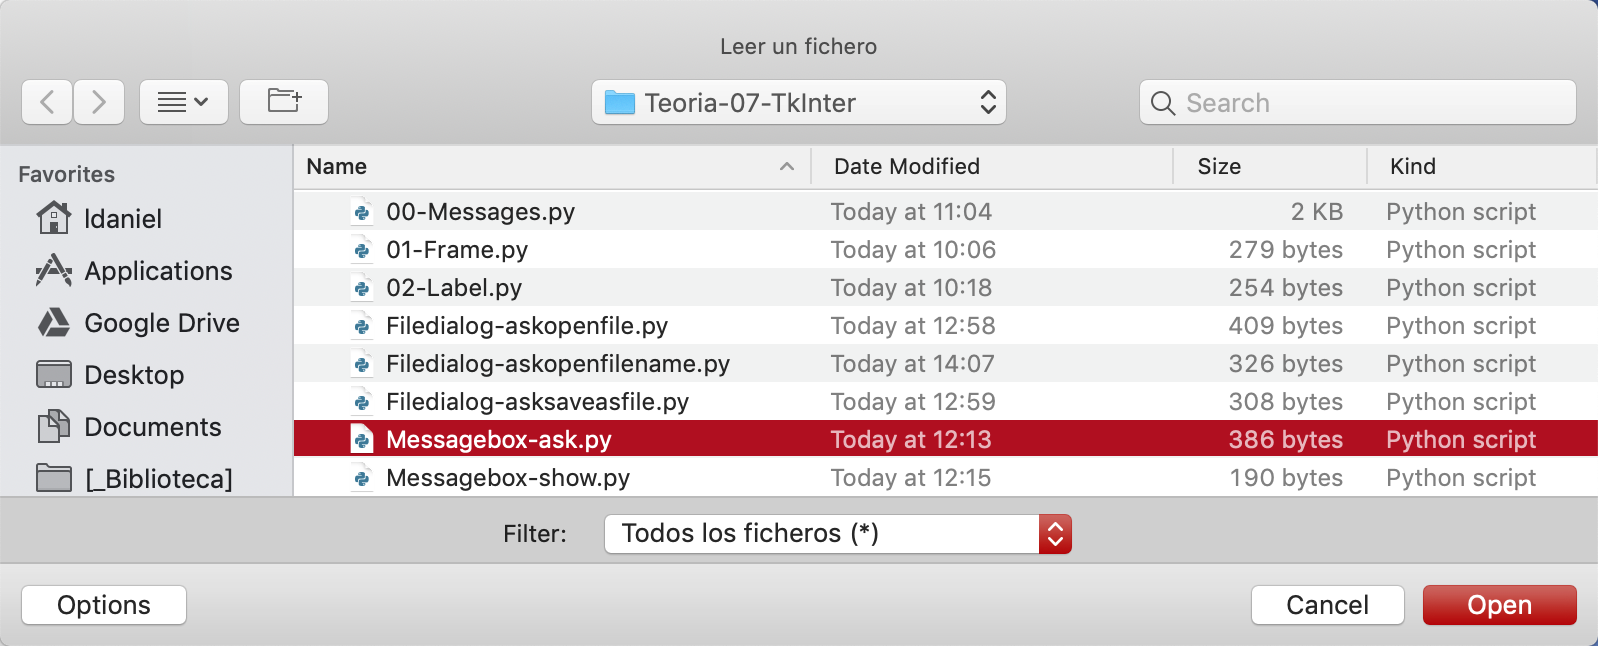 Leer un fichero
Teoria-07-TkInter
Search
Favorites
ldaniel
Applications
Google Drive
Desktop
Documents
[_Biblioteca]
Name Date Modified Size Kind
00-Messages.py Today at 11:04 2 KB Python script
01-Frame.py Today at 10:06 279 bytes Python script
02-Label.py Today at 10:18 254 bytes Python script
Filedialog-askopenfile.py Today at 12:58 409 bytes Python script
Filedialog-askopenfilename.py Today at 14:07 326 bytes Python script
Filedialog-asksaveasfile.py Today at 12:59 308 bytes Python script
Messagebox-ask.py Today at 12:13 386 bytes Python script
Messagebox-show.py Today at 12:15 190 bytes Python script
Filter: Todos los ficheros (*)
Options Cancel Open